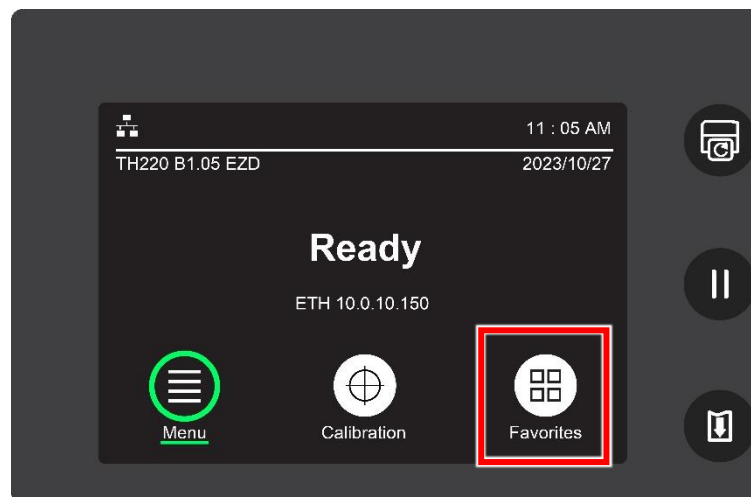 11 : 05 AM
TH220 B1.05 EZD 2023/10/27
Ready
ETH 10.0.10.150
Menu Calibration Favorites